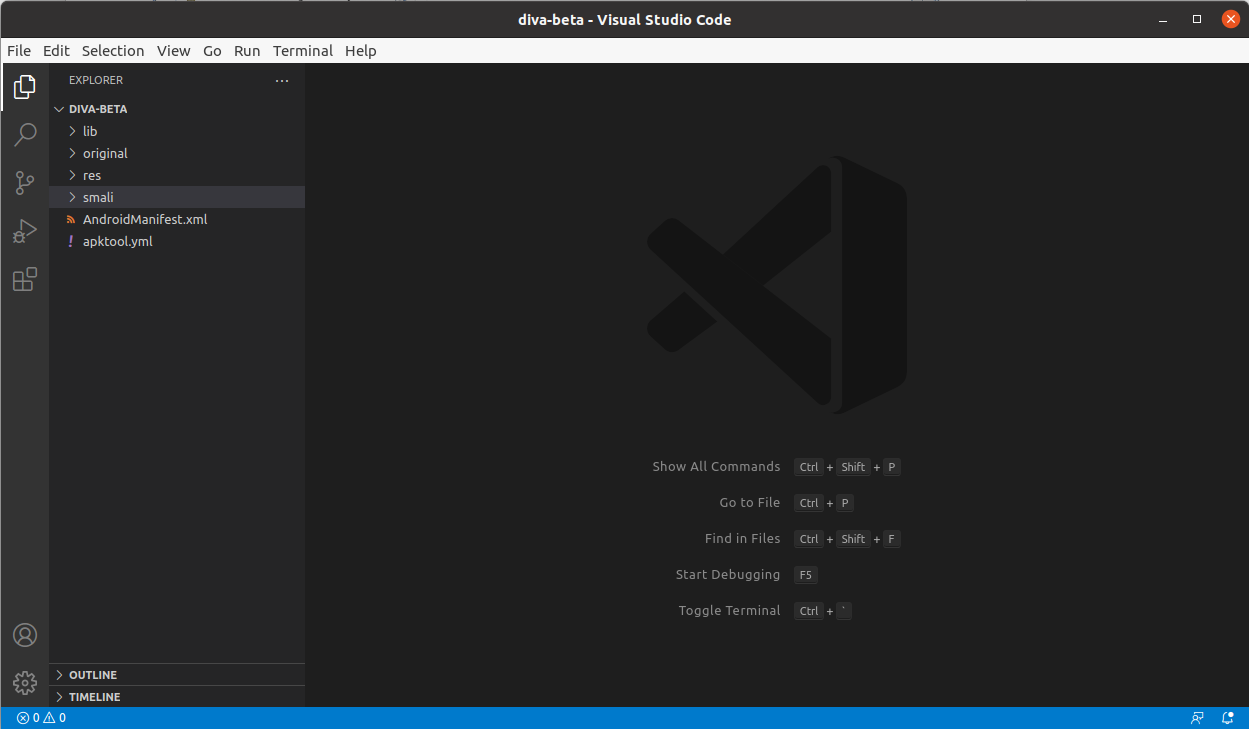 diva-beta - Visual Studio Code
File Edit Selection View Go Run Terminal Help
EXPLORER ...
DIVA-BETA
lib
original
res
smali
AndroidManifest.xml
! apktool.yml
Show All Commands Ctrl + Shift + P
Go to File Ctrl + P
Find in Files Ctrl + Shift + F
Start Debugging F5
Toggle Terminal Ctrl + `
OUTLINE
TIMELINE
0 0